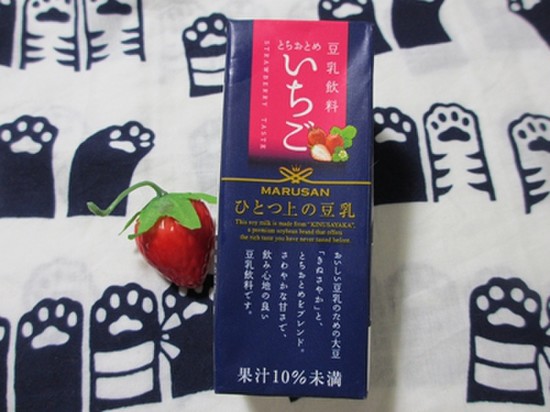 豆乳飲料
とちおとめ
いちご
STRAWBERRY TASTE
MARUSAN
ひとつ上の豆乳
This soy milk is made from "KINUSAYAKA",
a premium soybean brand that offers
the rich taste you have never tasted before
おいしい豆乳のための大豆
「きぬさやか」と、
とちおとめをブレンド。
さわやかな甘さで、
飲み心地の良い
豆乳飲料です。
果汁10%未満